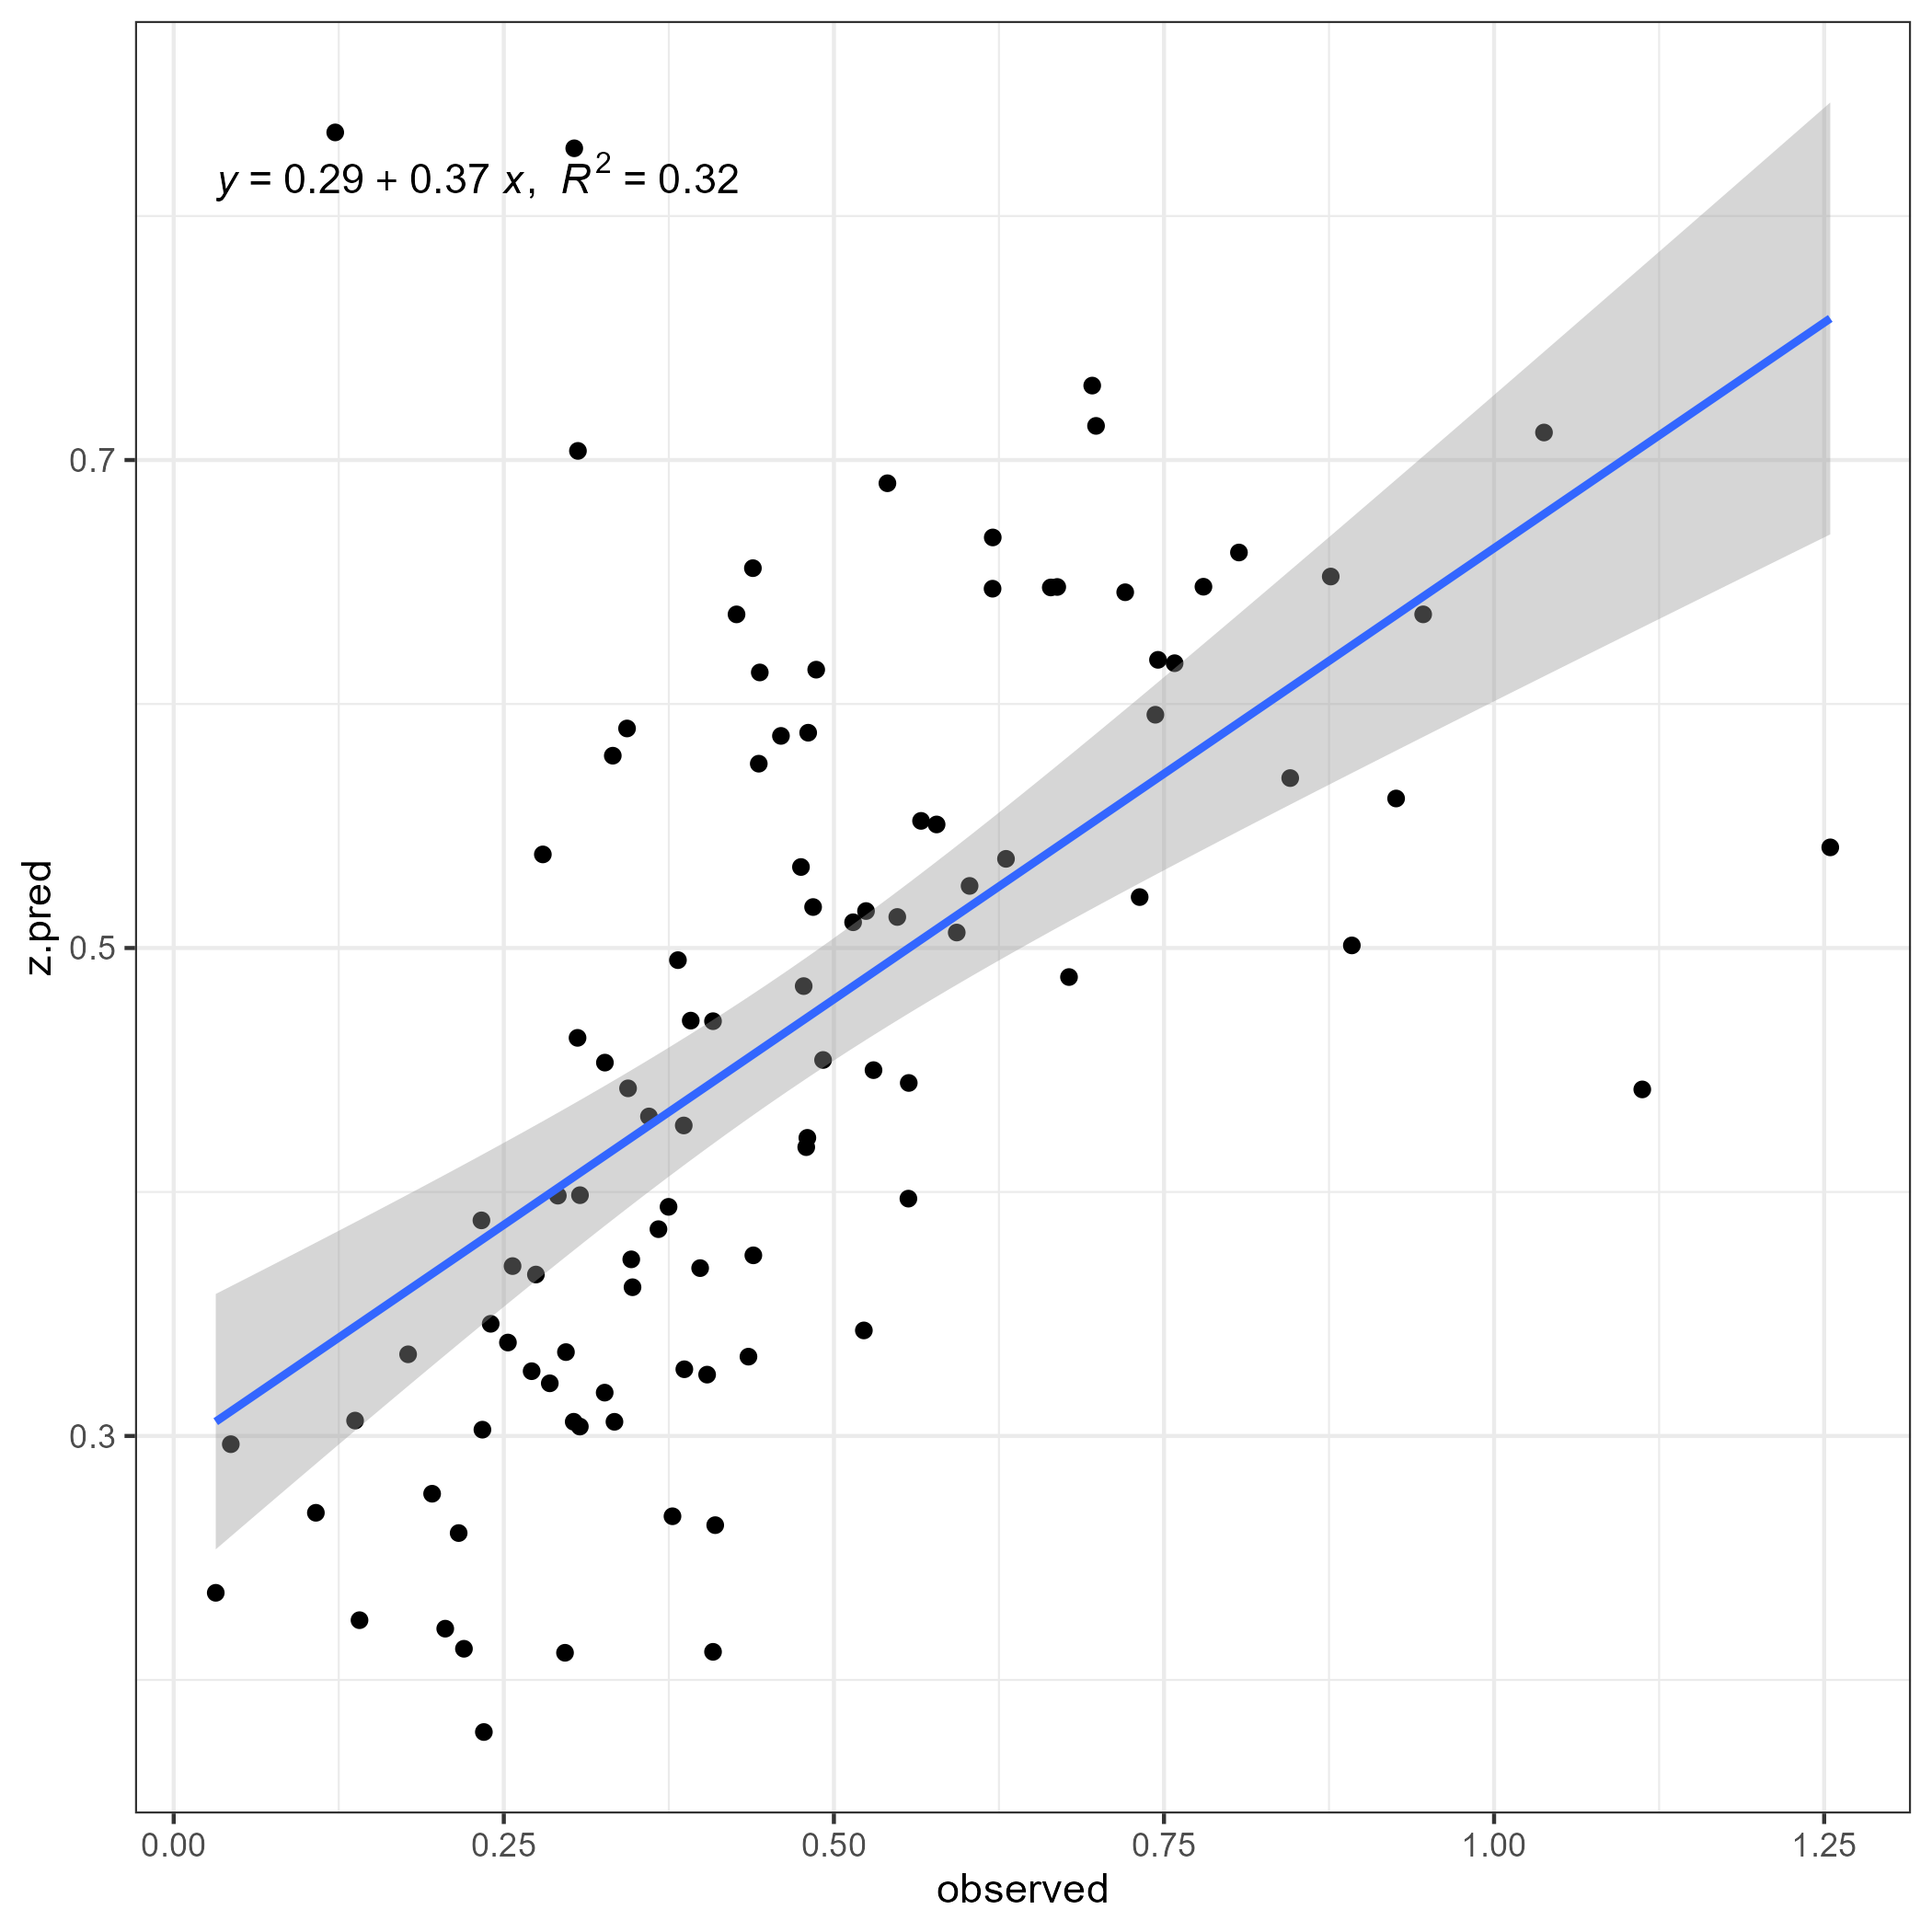 y = 0.29 + 0.37 x,  R² = 0.32
0.7
0.5
0.3
z.pred
0.00 0.25 0.50 0.75 1.00 1.25
observed